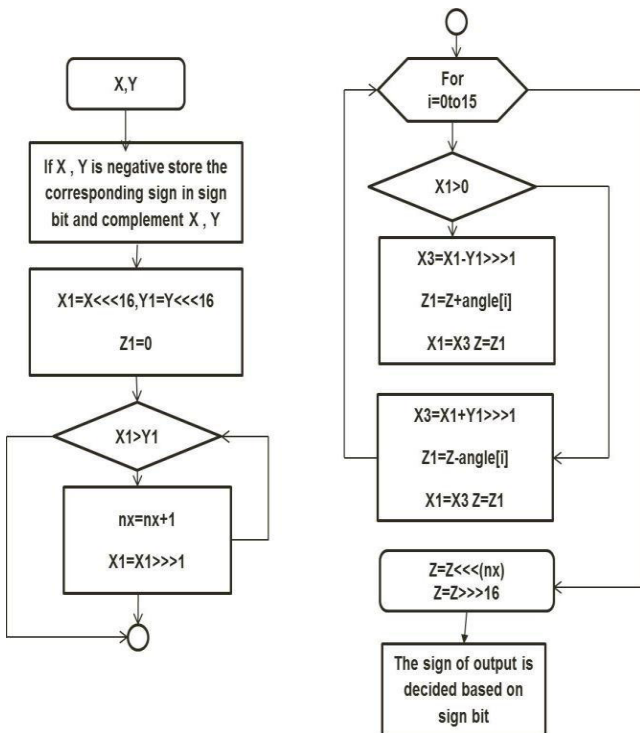 X,Y
If X , Y is negative store the
corresponding sign in sign
bit and complement X , Y
X1=X<<<16,Y1=Y<<<16
Z1=0
X1>Y1
nx=nx+1
X1=X1>>>1
For
i=0to15
X1>0
X3=X1-Y1>>>1
Z1=Z+angle[i]
X1=X3 Z=Z1
X3=X1+Y1>>>1
Z1=Z-angle[i]
X1=X3 Z=Z1
Z=Z<<<(nx)
Z=Z>>>16
The sign of output is
decided based on
sign bit